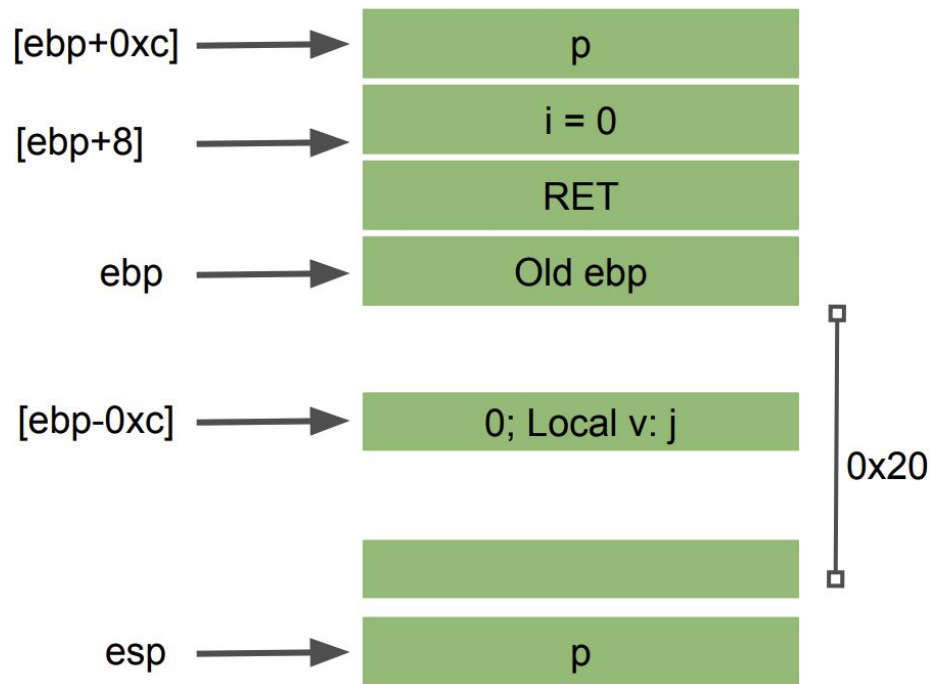 [ebp+0xc]
p
i = 0
[ebp+8]
RET
ebp
Old ebp
[ebp-0xc]
0; Local v: j
0x20
esp
p